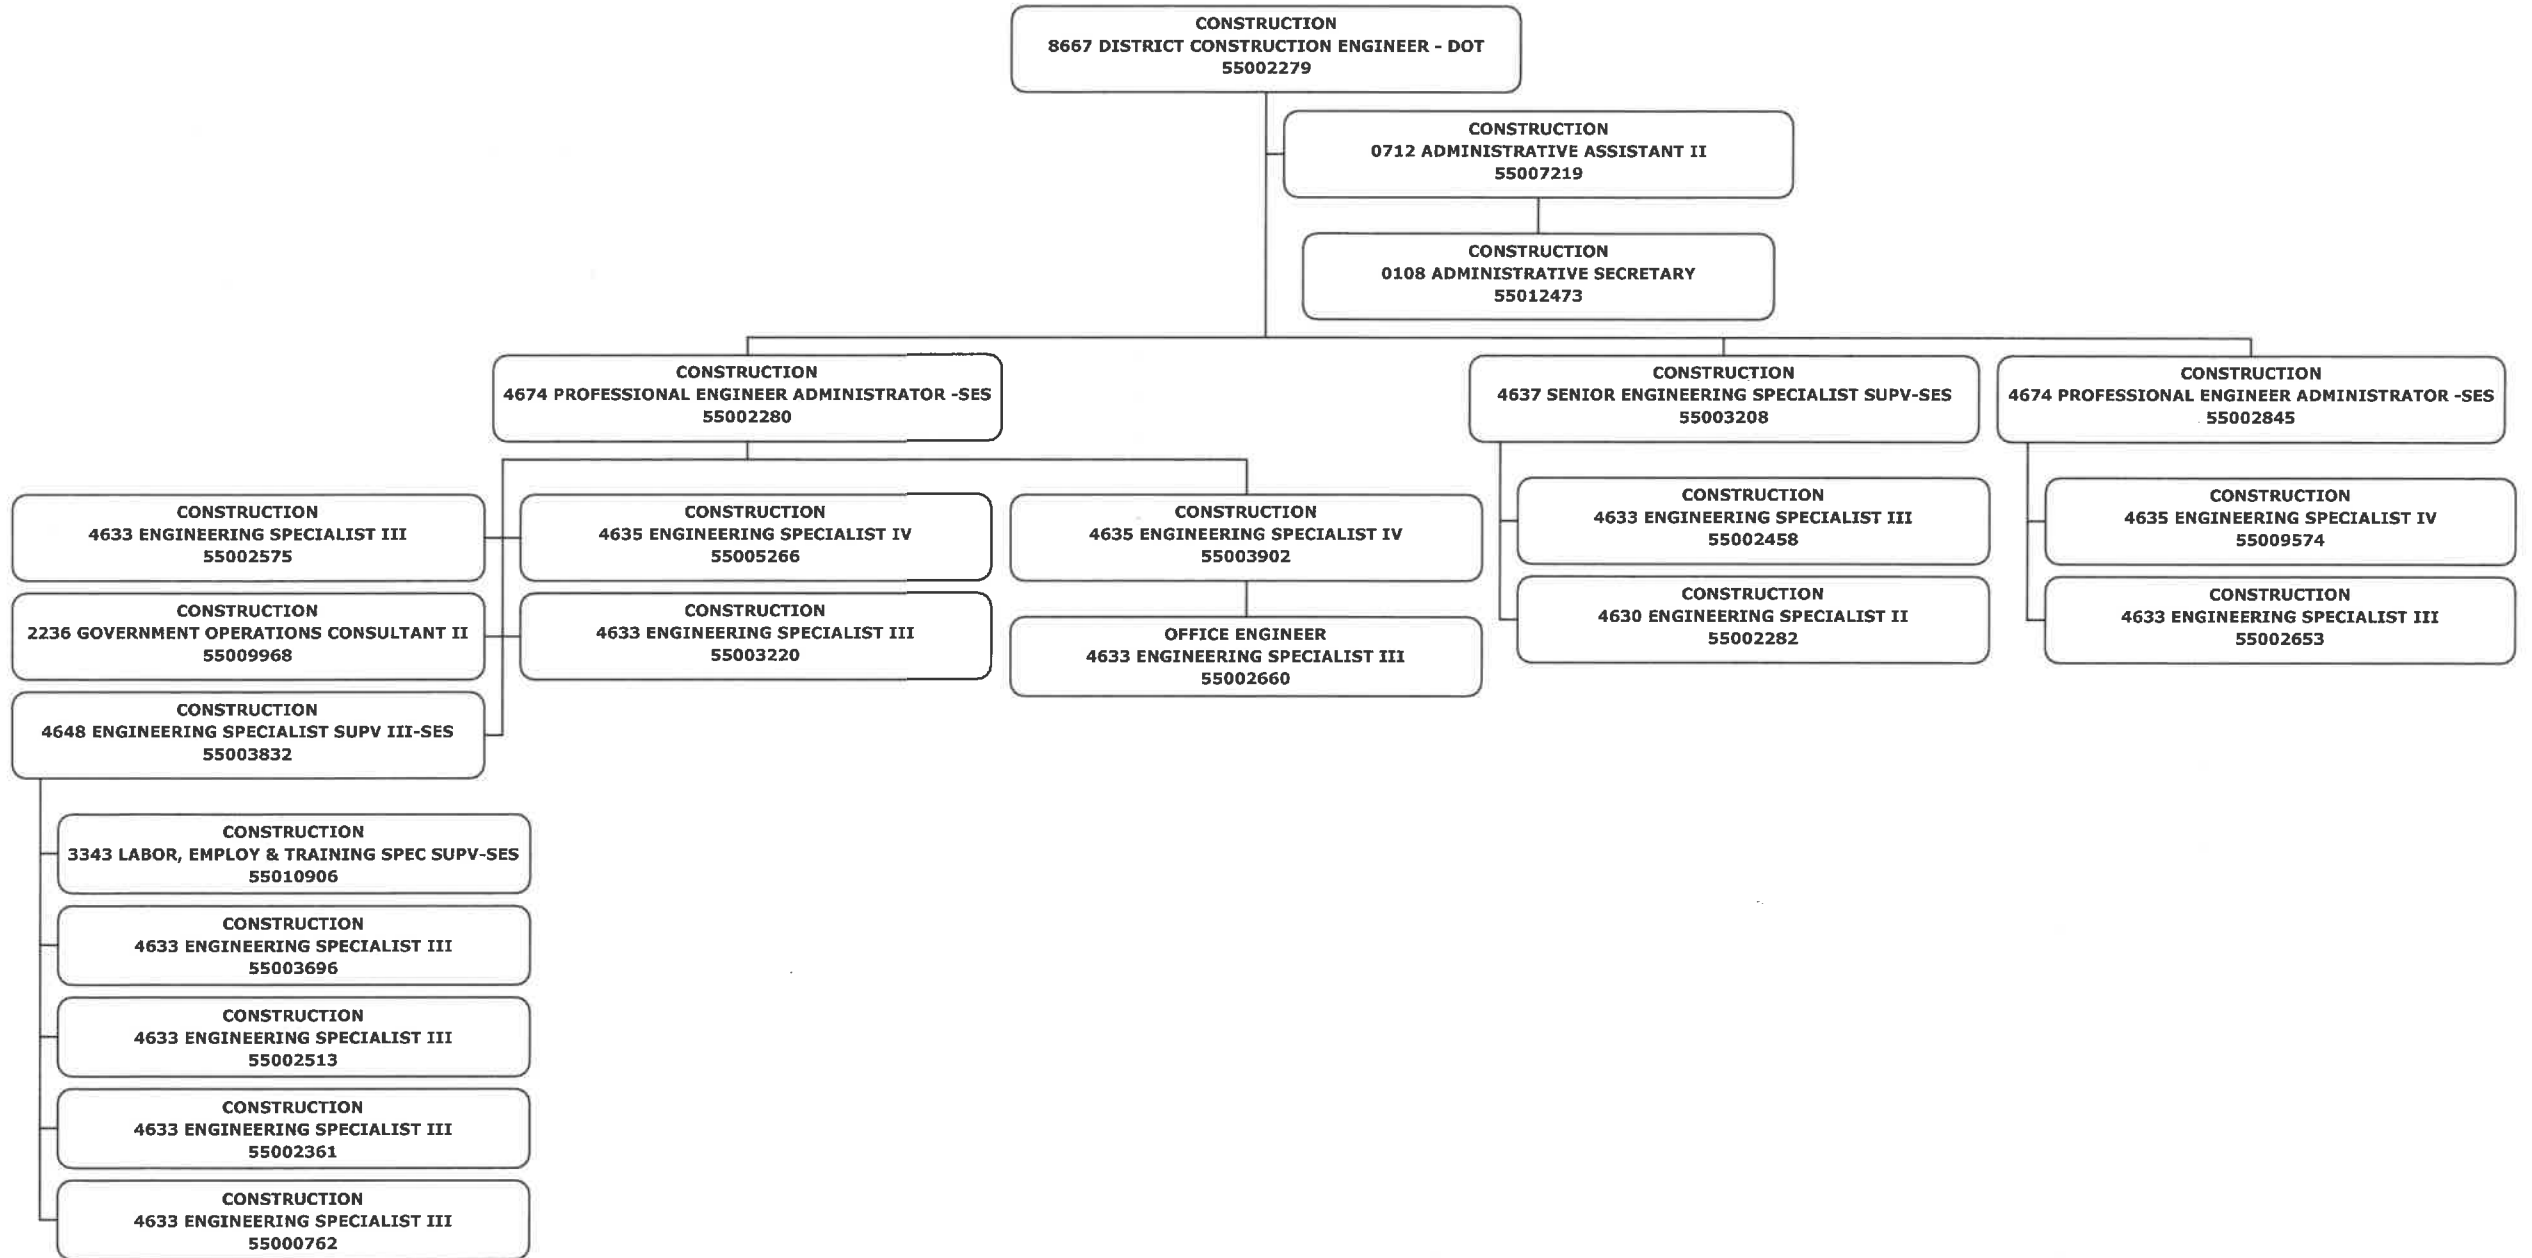 CONSTRUCTION
8667 DISTRICT CONSTRUCTION ENGINEER - DOT
55002279
CONSTRUCTION
0712 ADMINISTRATIVE ASSISTANT II
55007219
CONSTRUCTION
0108 ADMINISTRATIVE SECRETARY
55012473
CONSTRUCTION
4674 PROFESSIONAL ENGINEER ADMINISTRATOR -SES
55002280
CONSTRUCTION
4637 SENIOR ENGINEERING SPECIALIST SUPV-SES
55003208
CONSTRUCTION
4674 PROFESSIONAL ENGINEER ADMINISTRATOR -SES
55002845
CONSTRUCTION
4633 ENGINEERING SPECIALIST III
55002575
CONSTRUCTION
4635 ENGINEERING SPECIALIST IV
55005266
CONSTRUCTION
4635 ENGINEERING SPECIALIST IV
55003902
CONSTRUCTION
4633 ENGINEERING SPECIALIST III
55002458
CONSTRUCTION
4635 ENGINEERING SPECIALIST IV
55009574
CONSTRUCTION
2236 GOVERNMENT OPERATIONS CONSULTANT II
55009968
CONSTRUCTION
4633 ENGINEERING SPECIALIST III
55003220
OFFICE ENGINEER
4633 ENGINEERING SPECIALIST III
55002660
CONSTRUCTION
4630 ENGINEERING SPECIALIST II
55002282
CONSTRUCTION
4633 ENGINEERING SPECIALIST III
55002653
CONSTRUCTION
4648 ENGINEERING SPECIALIST SUPV III-SES
55003832
CONSTRUCTION
3343 LABOR, EMPLOY & TRAINING SPEC SUPV-SES
55010906
CONSTRUCTION
4633 ENGINEERING SPECIALIST III
55003696
CONSTRUCTION
4633 ENGINEERING SPECIALIST III
55002513
CONSTRUCTION
4633 ENGINEERING SPECIALIST III
55002361
CONSTRUCTION
4633 ENGINEERING SPECIALIST III
55000762